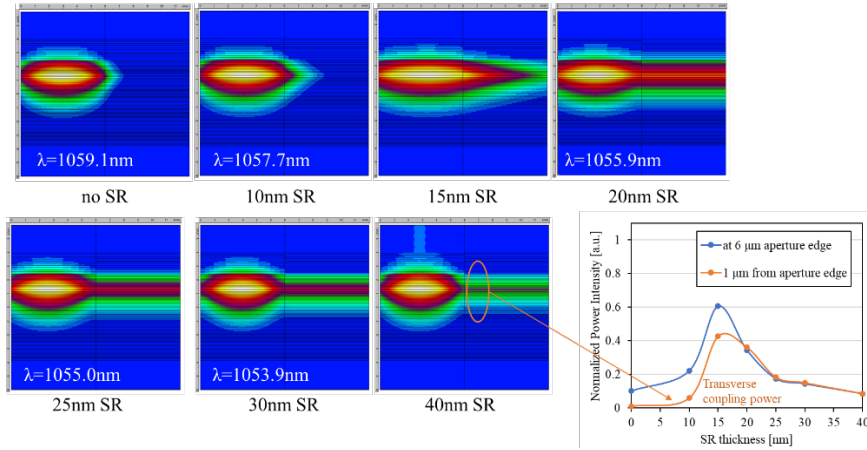 λ=1059.1nm
λ=1057.7nm
λ=1055.9nm
no SR
10nm SR
15nm SR
20nm SR
λ=1055.0nm
λ=1053.9nm
25nm SR
30nm SR
40nm SR
Normalized Power Intensity [a.u.]
1
0.8
0.6
0.4
0.2
0
at 6 μm aperture edge
1 μm from aperture edge
Transverse
coupling power
0 5 10 15 20 25 30 35 40
SR thickness [nm]